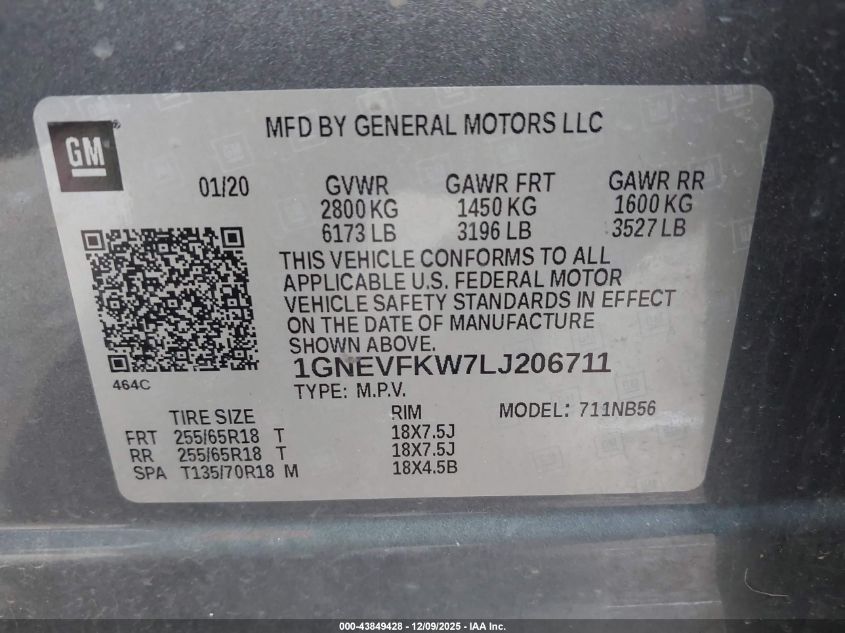 GM
MFD BY GENERAL MOTORS LLC
01/20 GVWR GAWR FRT GAWR RR
2800 KG 1450 KG 1600 KG
6173 LB 3196 LB 3527 LB
THIS VEHICLE CONFORMS TO ALL
APPLICABLE U.S. FEDERAL MOTOR
VEHICLE SAFETY STANDARDS IN EFFECT
ON THE DATE OF MANUFACTURE
SHOWN ABOVE.
1GNEVFKW7LJ206711
464C
TYPE: M.P.V.
TIRE SIZE RIM MODEL: 711NB56
FRT 255/65R18 T 18X7.5J
RR 255/65R18 T 18X7.5J
SPA T135/70R18 M 18X4.5B
000-43849428 - 12/09/2025 - IAA Inc.